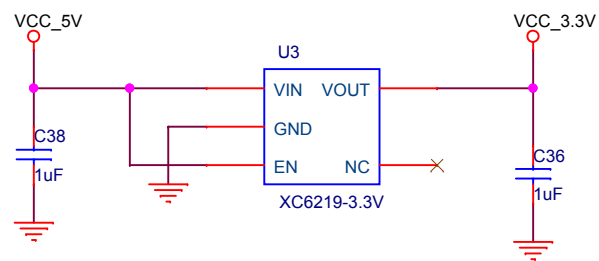 VCC_5V
VCC_3.3V
U3
VIN VOUT
GND
EN NC
C38
1uF
C36
1uF
XC6219-3.3V